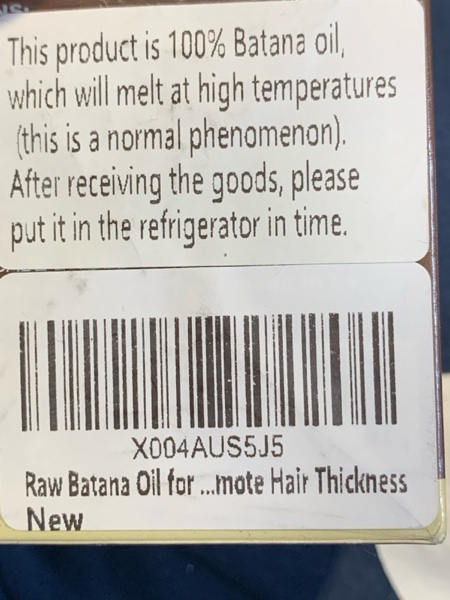 This product is 100% Batana oil,
which will melt at high temperatures
(this is a normal phenomenon).
After receiving the goods, please
put it in the refrigerator in time.
X004AUS5J5
Raw Batana Oil for ...mote Hair Thickness
New